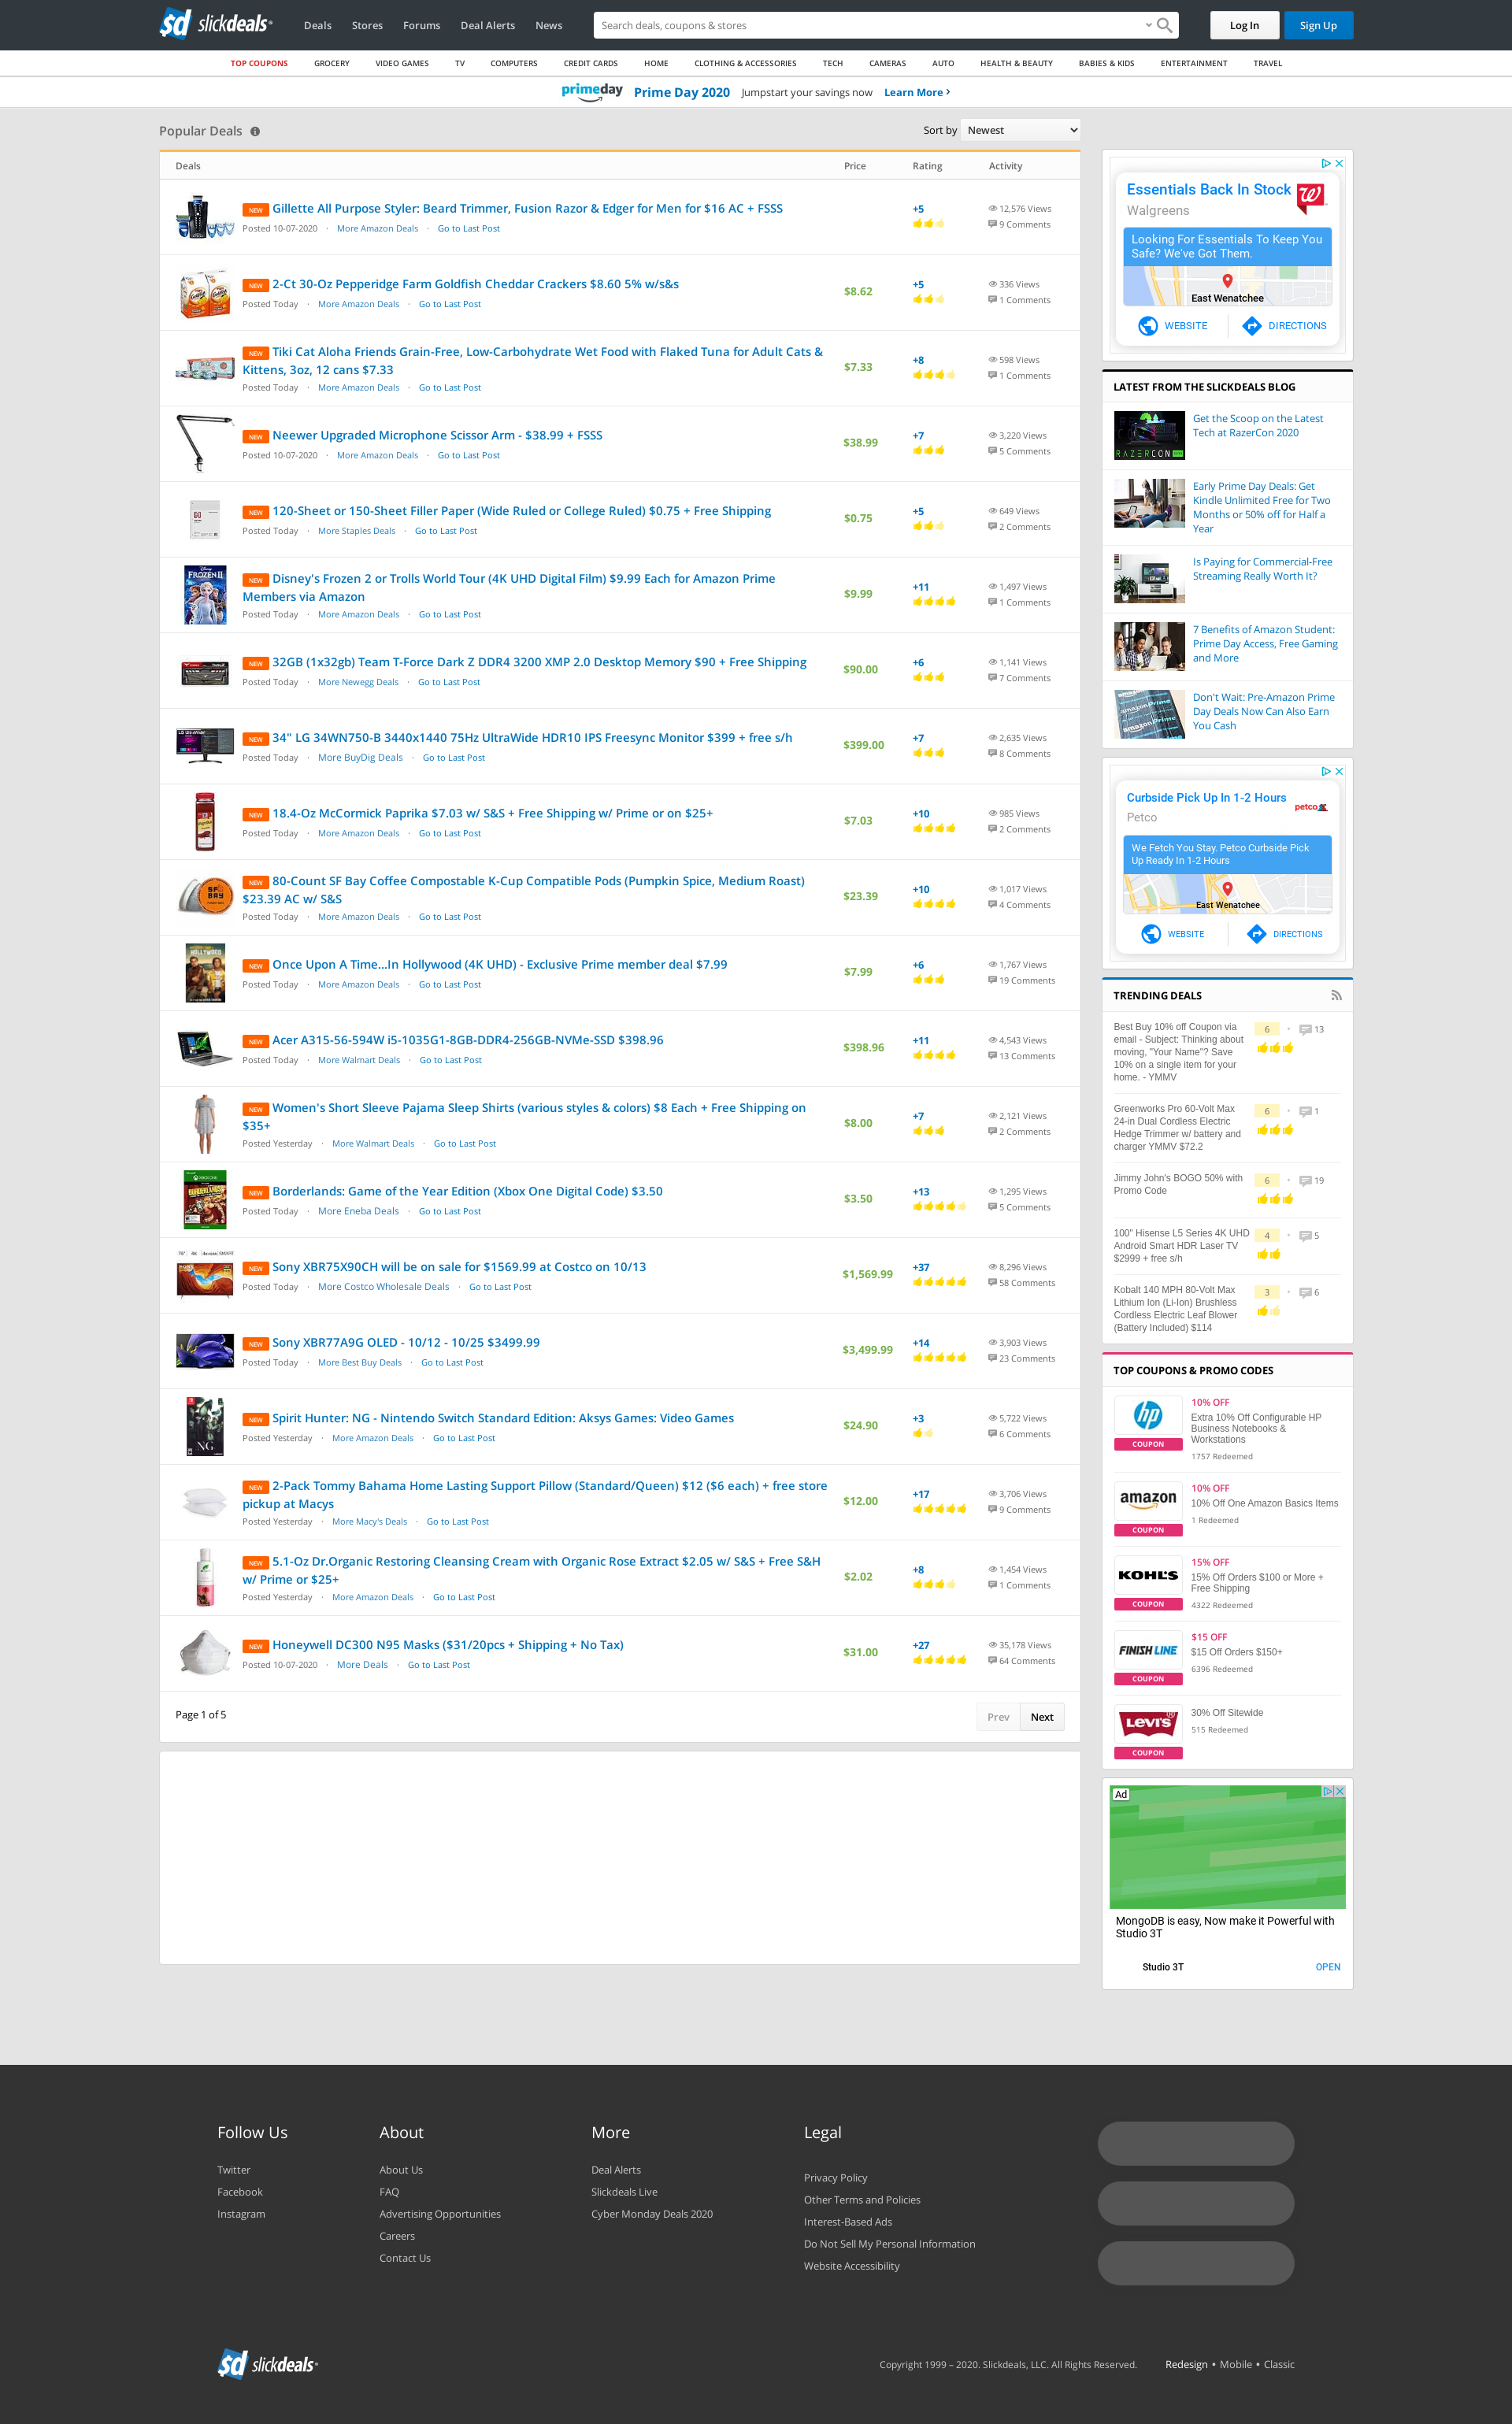 slickdeals
Deals
Stores
Forums
Deal Alerts
News
Search deals, coupons & stores
Log In
Sign Up
TOP COUPONS
GROCERY
VIDEO GAMES
TV
COMPUTERS
CREDIT CARDS
HOME
CLOTHING & ACCESSORIES
TECH
CAMERAS
AUTO
HEALTH & BEAUTY
BABIES & KIDS
ENTERTAINMENT
TRAVEL
primeday Prime Day 2020 Jumpstart your savings now Learn More ›
Popular Deals
Sort by Newest
Deals Price Rating Activity
NEW Gillette All Purpose Styler: Beard Trimmer, Fusion Razor & Edger for Men for $16 AC + FSSS
Posted 10-07-2020 · More Amazon Deals · Go to Last Post
+5
12,576 Views
9 Comments
NEW 2-Ct 30-Oz Pepperidge Farm Goldfish Cheddar Crackers $8.60 5% w/s&s
Posted Today · More Amazon Deals · Go to Last Post
$8.62
+5
336 Views
1 Comments
NEW Tiki Cat Aloha Friends Grain-Free, Low-Carbohydrate Wet Food with Flaked Tuna for Adult Cats &
Kittens, 3oz, 12 cans $7.33
Posted Today · More Amazon Deals · Go to Last Post
$7.33
+8
598 Views
1 Comments
NEW Neewer Upgraded Microphone Scissor Arm - $38.99 + FSSS
Posted 10-07-2020 · More Amazon Deals · Go to Last Post
$38.99
+7
3,220 Views
5 Comments
NEW 120-Sheet or 150-Sheet Filler Paper (Wide Ruled or College Ruled) $0.75 + Free Shipping
Posted Today · More Staples Deals · Go to Last Post
$0.75
+5
649 Views
2 Comments
NEW Disney's Frozen 2 or Trolls World Tour (4K UHD Digital Film) $9.99 Each for Amazon Prime
Members via Amazon
Posted Today · More Amazon Deals · Go to Last Post
$9.99
+11
1,497 Views
1 Comments
NEW 32GB (1x32gb) Team T-Force Dark Z DDR4 3200 XMP 2.0 Desktop Memory $90 + Free Shipping
Posted Today · More Newegg Deals · Go to Last Post
$90.00
+6
1,141 Views
7 Comments
NEW 34" LG 34WN750-B 3440x1440 75Hz UltraWide HDR10 IPS Freesync Monitor $399 + free s/h
Posted Today · More BuyDig Deals · Go to Last Post
$399.00
+7
2,635 Views
8 Comments
NEW 18.4-Oz McCormick Paprika $7.03 w/ S&S + Free Shipping w/ Prime or on $25+
Posted Today · More Amazon Deals · Go to Last Post
$7.03
+10
985 Views
2 Comments
NEW 80-Count SF Bay Coffee Compostable K-Cup Compatible Pods (Pumpkin Spice, Medium Roast)
$23.39 AC w/ S&S
Posted Today · More Amazon Deals · Go to Last Post
$23.39
+10
1,017 Views
4 Comments
NEW Once Upon A Time...In Hollywood (4K UHD) - Exclusive Prime member deal $7.99
Posted Today · More Amazon Deals · Go to Last Post
$7.99
+6
1,767 Views
19 Comments
NEW Acer A315-56-594W i5-1035G1-8GB-DDR4-256GB-NVMe-SSD $398.96
Posted Today · More Walmart Deals · Go to Last Post
$398.96
+11
4,543 Views
13 Comments
NEW Women's Short Sleeve Pajama Sleep Shirts (various styles & colors) $8 Each + Free Shipping on
$35+
Posted Yesterday · More Walmart Deals · Go to Last Post
$8.00
+7
2,121 Views
2 Comments
NEW Borderlands: Game of the Year Edition (Xbox One Digital Code) $3.50
Posted Today · More Eneba Deals · Go to Last Post
$3.50
+13
1,295 Views
5 Comments
NEW Sony XBR75X90CH will be on sale for $1569.99 at Costco on 10/13
Posted Today · More Costco Wholesale Deals · Go to Last Post
$1,569.99
+37
8,296 Views
58 Comments
NEW Sony XBR77A9G OLED - 10/12 - 10/25 $3499.99
Posted Today · More Best Buy Deals · Go to Last Post
$3,499.99
+14
3,903 Views
23 Comments
NEW Spirit Hunter: NG - Nintendo Switch Standard Edition: Aksys Games: Video Games
Posted Yesterday · More Amazon Deals · Go to Last Post
$24.90
+3
5,722 Views
6 Comments
NEW 2-Pack Tommy Bahama Home Lasting Support Pillow (Standard/Queen) $12 ($6 each) + free store
pickup at Macys
Posted Yesterday · More Macy's Deals · Go to Last Post
$12.00
+17
3,706 Views
9 Comments
NEW 5.1-Oz Dr.Organic Restoring Cleansing Cream with Organic Rose Extract $2.05 w/ S&S + Free S&H
w/ Prime or $25+
Posted Yesterday · More Amazon Deals · Go to Last Post
$2.02
+8
1,454 Views
1 Comments
NEW Honeywell DC300 N95 Masks ($31/20pcs + Shipping + No Tax)
Posted 10-07-2020 · More Deals · Go to Last Post
$31.00
+27
35,178 Views
64 Comments
Page 1 of 5
Prev
Next
Essentials Back In Stock
Walgreens
Looking For Essentials To Keep You
Safe? We've Got Them.
East Wenatchee
WEBSITE
DIRECTIONS
LATEST FROM THE SLICKDEALS BLOG
RAZERCON
Get the Scoop on the Latest
Tech at RazerCon 2020
Early Prime Day Deals: Get
Kindle Unlimited Free for Two
Months or 50% off for Half a
Year
Is Paying for Commercial-Free
Streaming Really Worth It?
7 Benefits of Amazon Student:
Prime Day Access, Free Gaming
and More
Don't Wait: Pre-Amazon Prime
Day Deals Now Can Also Earn
You Cash
Curbside Pick Up In 1-2 Hours
Petco
petco
We Fetch You Stay. Petco Curbside Pick
Up Ready In 1-2 Hours
East Wenatchee
WEBSITE
DIRECTIONS
TRENDING DEALS
Best Buy 10% off Coupon via
email - Subject: Thinking about
moving, "Your Name"? Save
10% on a single item for your
home. - YMMV
6 • 13
Greenworks Pro 60-Volt Max
24-in Dual Cordless Electric
Hedge Trimmer w/ battery and
charger YMMV $72.2
6 • 1
Jimmy John's BOGO 50% with
Promo Code
6 • 19
100" Hisense L5 Series 4K UHD
Android Smart HDR Laser TV
$2999 + free s/h
4 • 5
Kobalt 140 MPH 80-Volt Max
Lithium Ion (Li-Ion) Brushless
Cordless Electric Leaf Blower
(Battery Included) $114
3 • 6
TOP COUPONS & PROMO CODES
hp
COUPON
10% OFF
Extra 10% Off Configurable HP
Business Notebooks &
Workstations
1757 Redeemed
amazon
COUPON
10% OFF
10% Off One Amazon Basics Items
1 Redeemed
KOHL'S
COUPON
15% OFF
15% Off Orders $100 or More +
Free Shipping
4322 Redeemed
FINISH LINE
COUPON
$15 OFF
$15 Off Orders $150+
6396 Redeemed
LEVI'S
COUPON
30% Off Sitewide
515 Redeemed
Ad
MongoDB is easy, Now make it Powerful with
Studio 3T
Studio 3T
OPEN
Follow Us
Twitter
Facebook
Instagram
About
About Us
FAQ
Advertising Opportunities
Careers
Contact Us
More
Deal Alerts
Slickdeals Live
Cyber Monday Deals 2020
Legal
Privacy Policy
Other Terms and Policies
Interest-Based Ads
Do Not Sell My Personal Information
Website Accessibility
slickdeals
Copyright 1999 – 2020. Slickdeals, LLC. All Rights Reserved.
Redesign • Mobile • Classic